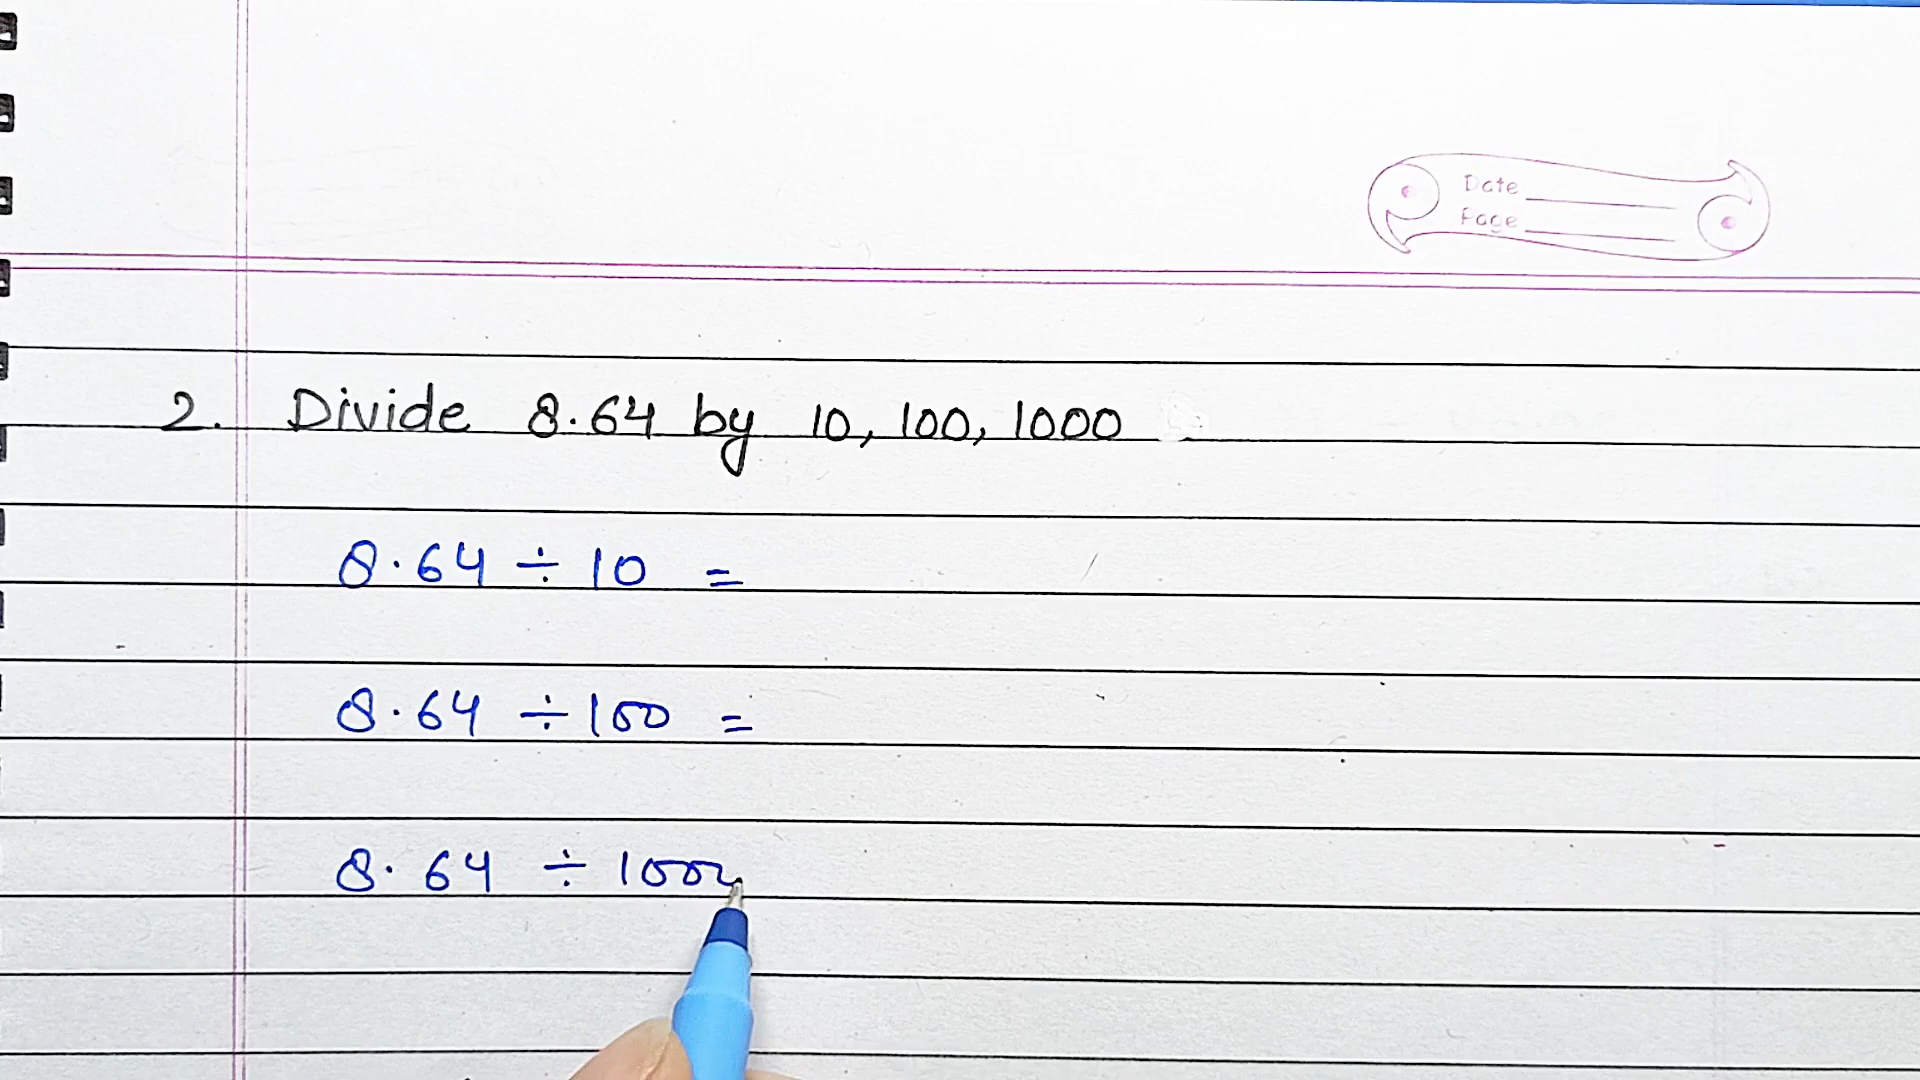 Date
Page
2. Divide 8.64 by 10, 100, 1000
8.64 ÷ 10 =
8.64 ÷ 100 =
8.64 ÷ 1000